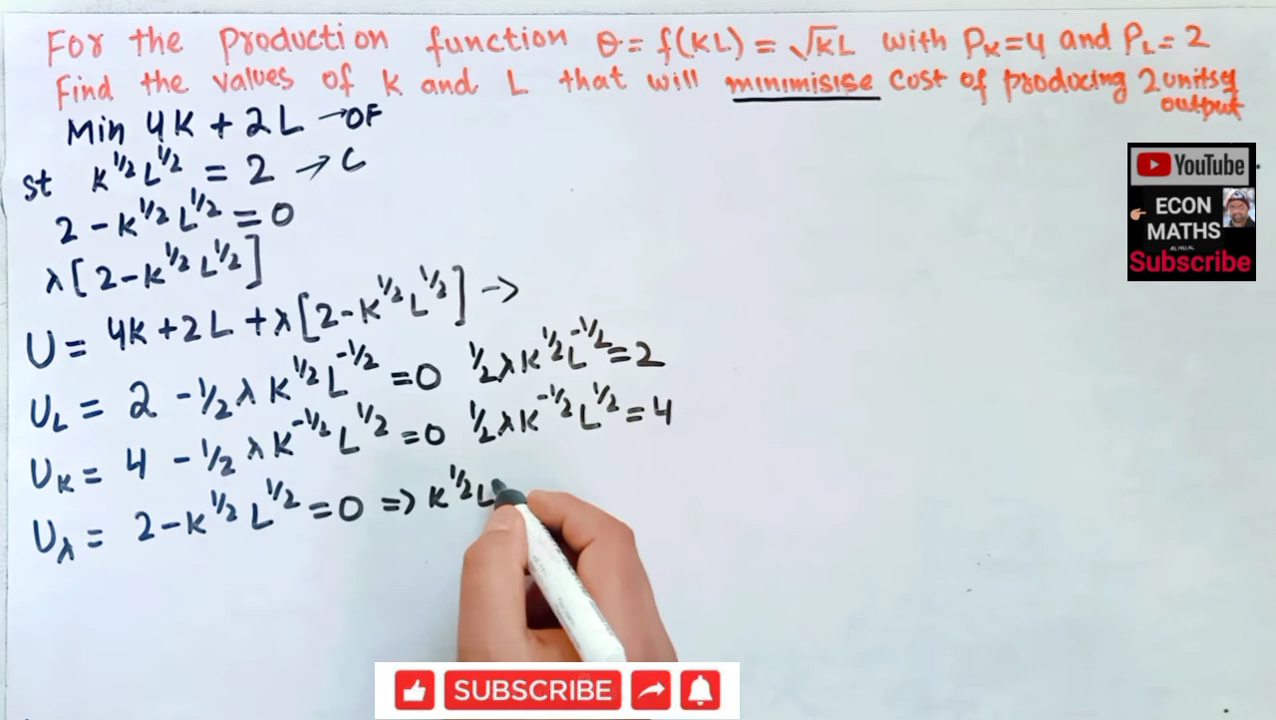 For the production function θ = f(KL) = √KL with PK=4 and PL=2
Find the values of K and L that will minimisise cost of producing 2 units of output
Min 4K + 2L → OF
st K^1/2 L^1/2 = 2 → C
2 - K^1/2 L^1/2 = 0
λ[2 - K^1/2 L^1/2]
U = 4K + 2L + λ[2 - K^1/2 L^1/2] →
UL = 2 - 1/2 λ K^1/2 L^-1/2 = 0 1/2 λ K^1/2 L^-1/2 = 2
UK = 4 - 1/2 λ K^-1/2 L^1/2 = 0 1/2 λ K^-1/2 L^1/2 = 4
Uλ = 2 - K^1/2 L^1/2 = 0 => K^1/2 L
YouTube
ECON
MATHS
Subscribe
SUBSCRIBE